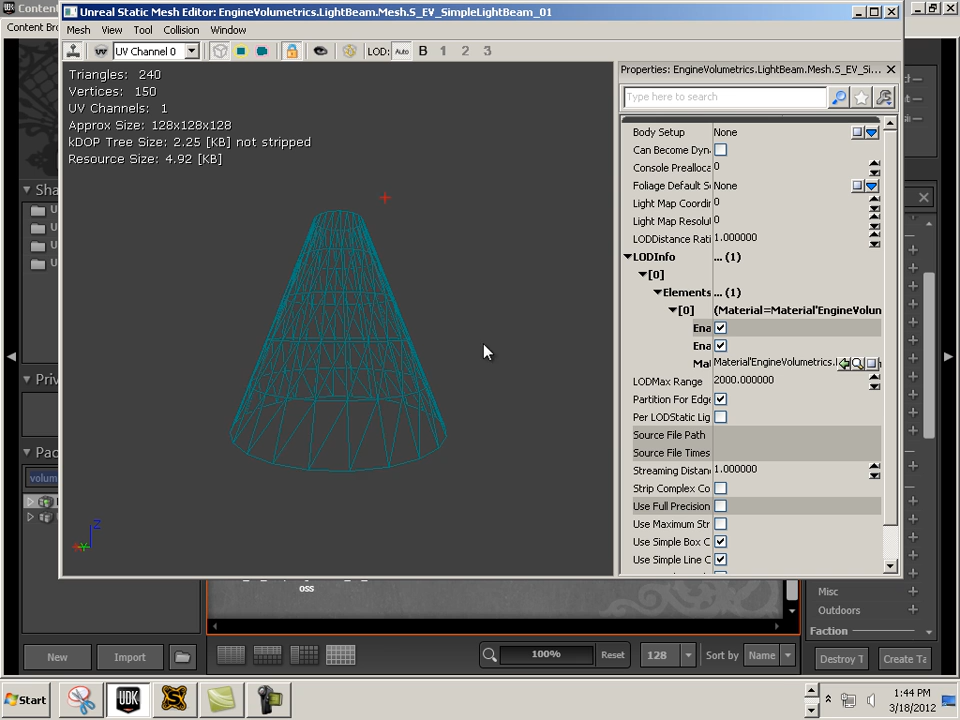 Conten
Unreal Static Mesh Editor: EngineVolumetrics.LightBeam.Mesh.S_EV_SimpleLightBeam_01
Content Bro
Mesh View Tool Collision Window
UV Channel 0 LOD: Auto B 1 2 3
Triangles: 240
Vertices: 150
UV Channels: 1
Approx Size: 128x128x128
kDOP Tree Size: 2.25 [KB] not stripped
Resource Size: 4.92 [KB]
Z
Y
Properties: EngineVolumetrics.LightBeam.Mesh.S_EV_Si...
Type here to search
Body Setup None
Can Become Dyn
Console Prealloca 0
Foliage Default S None
Light Map Coordin 0
Light Map Resolu 0
LODDistance Rati 1.000000
LODInfo ... (1)
[0]
Elements ... (1)
[0] (Material=Material'EngineVolun
Ena
Ena
Ma Material'EngineVolumetrics.
LODMax Range 2000.000000
Partition For Edge
Per LODStatic Lig
Source File Path
Source File Times
Streaming Distan 1.000000
Strip Complex Co
Use Full Precision
Use Maximum Str
Use Simple Box C
Use Simple Line C
Sha
U
U
U
U
Priv
Pac
volum
oss
Misc
Outdoors
Faction
New Import
100% Reset 128 Sort by Name
Destroy T Create Ta
Start UDK
1:44 PM
3/18/2012